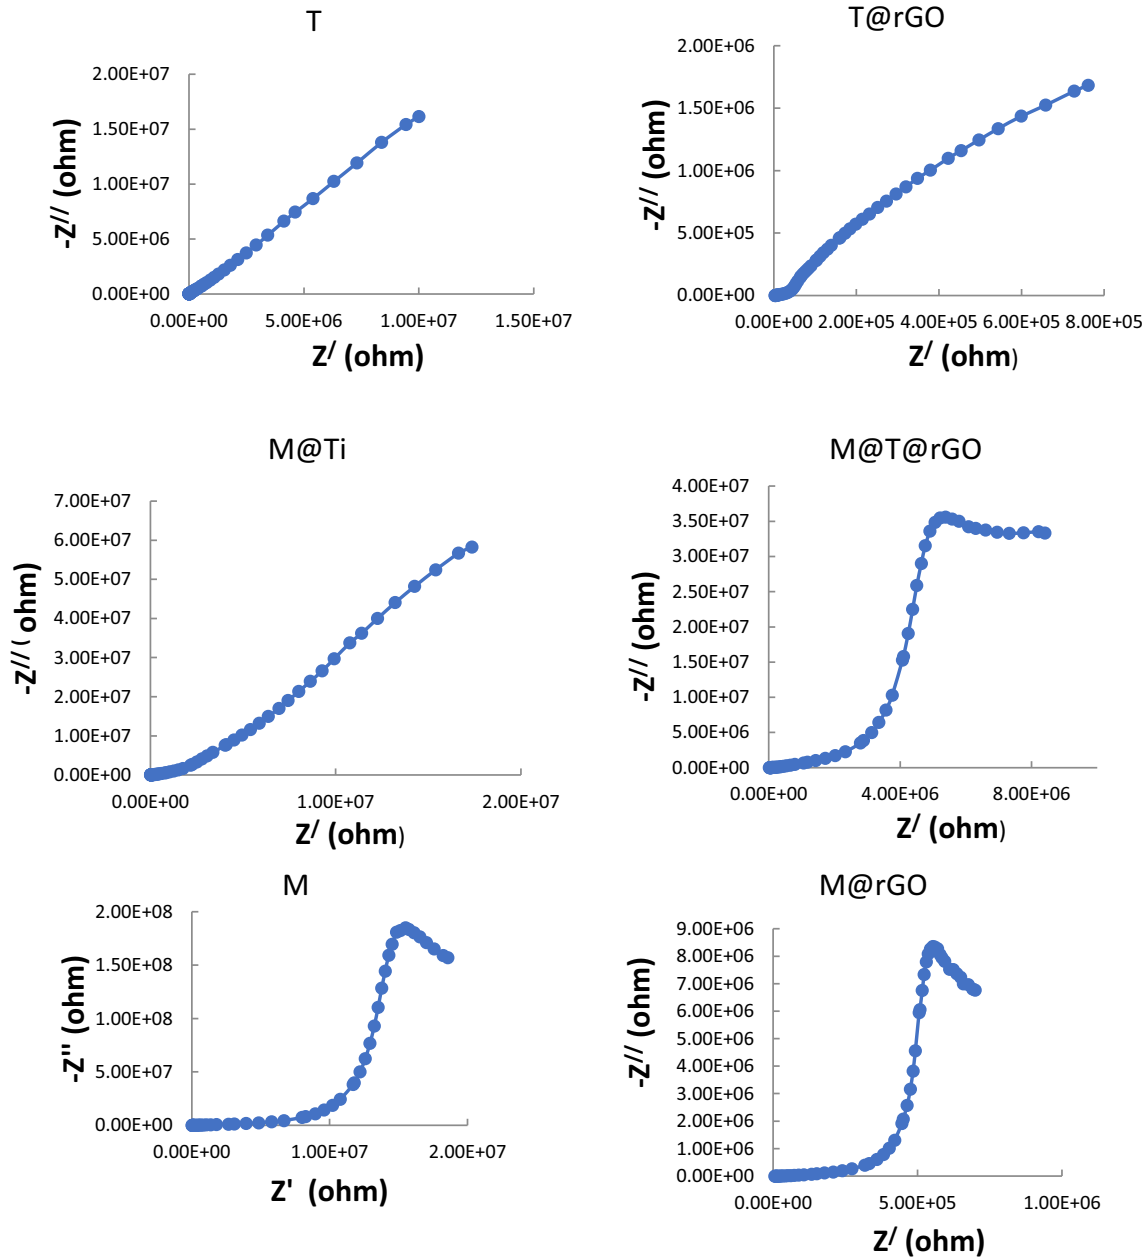 T
2.00E+07
1.50E+07
1.00E+07
5.00E+06
0.00E+00
-Z// (ohm)
0.00E+00 5.00E+06 1.00E+07 1.50E+07
Z/ (ohm)
T@rGO
2.00E+06
1.50E+06
1.00E+06
5.00E+05
0.00E+00
-Z// (ohm)
0.00E+00 2.00E+05 4.00E+05 6.00E+05 8.00E+05
Z/ (ohm)
M@Ti
7.00E+07
6.00E+07
5.00E+07
4.00E+07
3.00E+07
2.00E+07
1.00E+07
0.00E+00
-Z// ( ohm)
0.00E+00 1.00E+07 2.00E+07
Z/ (ohm)
M@T@rGO
4.00E+07
3.50E+07
3.00E+07
2.50E+07
2.00E+07
1.50E+07
1.00E+07
5.00E+06
0.00E+00
-Z// (ohm)
0.00E+00 4.00E+06 8.00E+06
Z/ (ohm)
M
2.00E+08
1.50E+08
1.00E+08
5.00E+07
0.00E+00
-Z'' (ohm)
0.00E+00 1.00E+07 2.00E+07
Z' (ohm)
M@rGO
9.00E+06
8.00E+06
7.00E+06
6.00E+06
5.00E+06
4.00E+06
3.00E+06
2.00E+06
1.00E+06
0.00E+00
-Z// (ohm)
0.00E+00 5.00E+05 1.00E+06
Z/ (ohm)